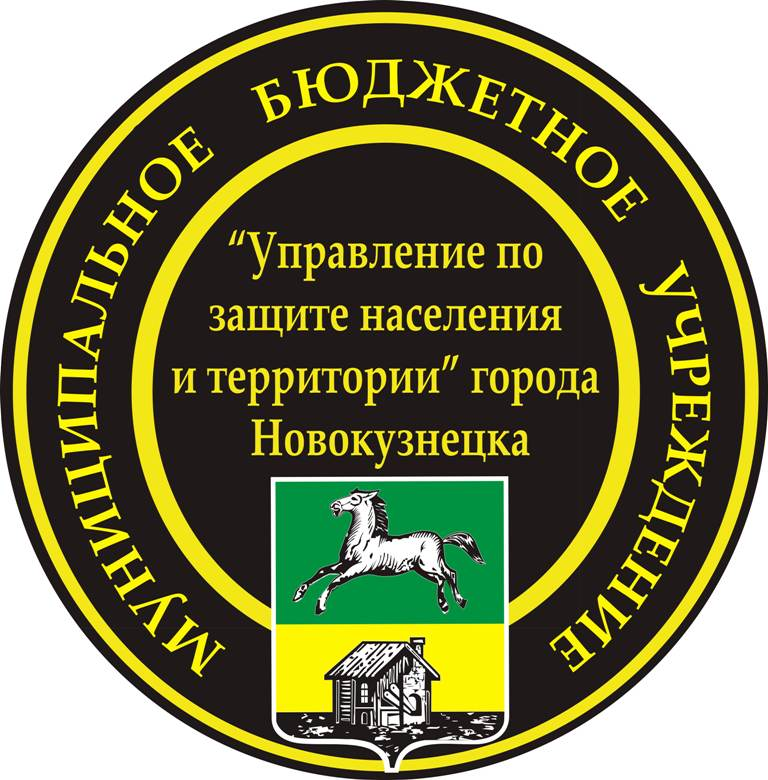 МУНИЦИПАЛЬНОЕ БЮДЖЕТНОЕ УЧРЕЖДЕНИЕ
“Управление по
защите населения
и территории” города
Новокузнецка